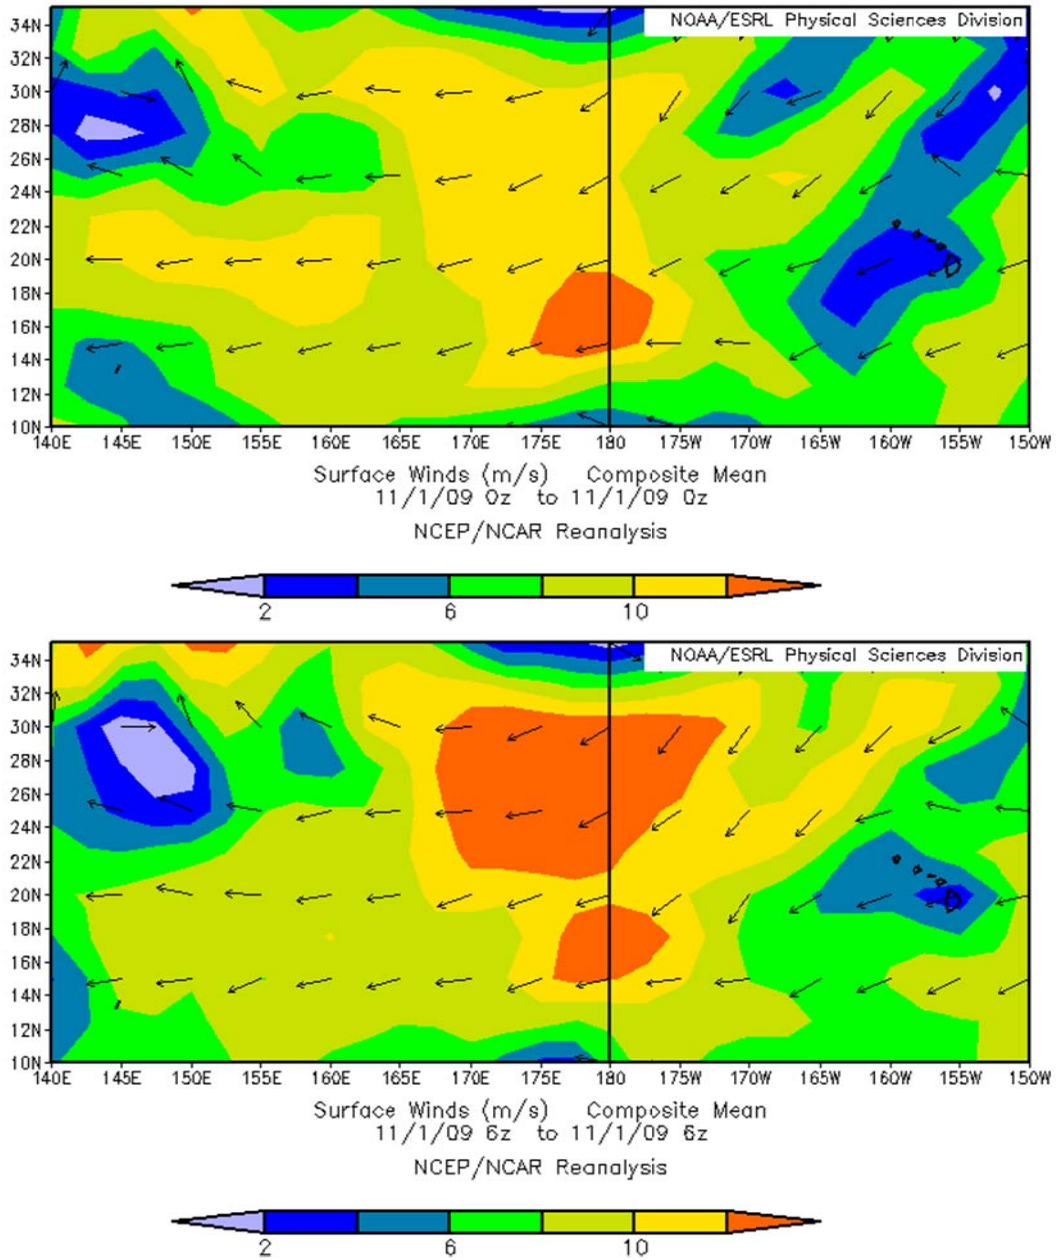 34N
NOAA/ESRL Physical Sciences Division
32N
30N
28N
26N
24N
22N
20N
18N
16N
14N
12N
10N
140E 145E 150E 155E 160E 165E 170E 175E 180 175W 170W 165W 160W 155W 150W
Surface Winds (m/s) Composite Mean
11/1/09 0z to 11/1/09 0z
NCEP/NCAR Reanalysis
2 6 10
34N
NOAA/ESRL Physical Sciences Division
32N
30N
28N
26N
24N
22N
20N
18N
16N
14N
12N
10N
140E 145E 150E 155E 160E 165E 170E 175E 180 175W 170W 165W 160W 155W 150W
Surface Winds (m/s) Composite Mean
11/1/09 6z to 11/1/09 6z
NCEP/NCAR Reanalysis
2 6 10